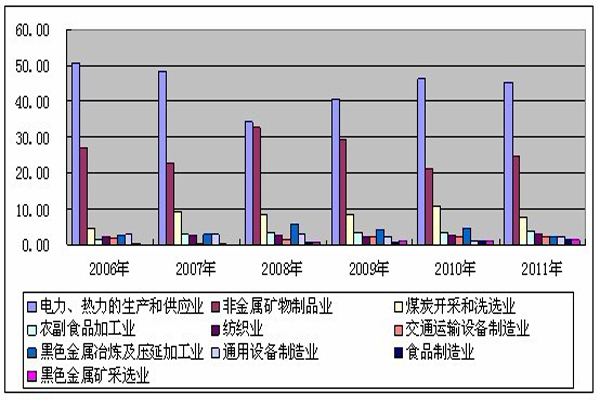 60.00
50.00
40.00
30.00
20.00
10.00
0.00
2006年 2007年 2008年 2009年 2010年 2011年
电力、热力的生产和供应业 非金属矿物制品业 煤炭开采和洗选业
农副食品加工业 纺织业 交通运输设备制造业
黑色金属冶炼及压延加工业 通用设备制造业 食品制造业
黑色金属矿采选业